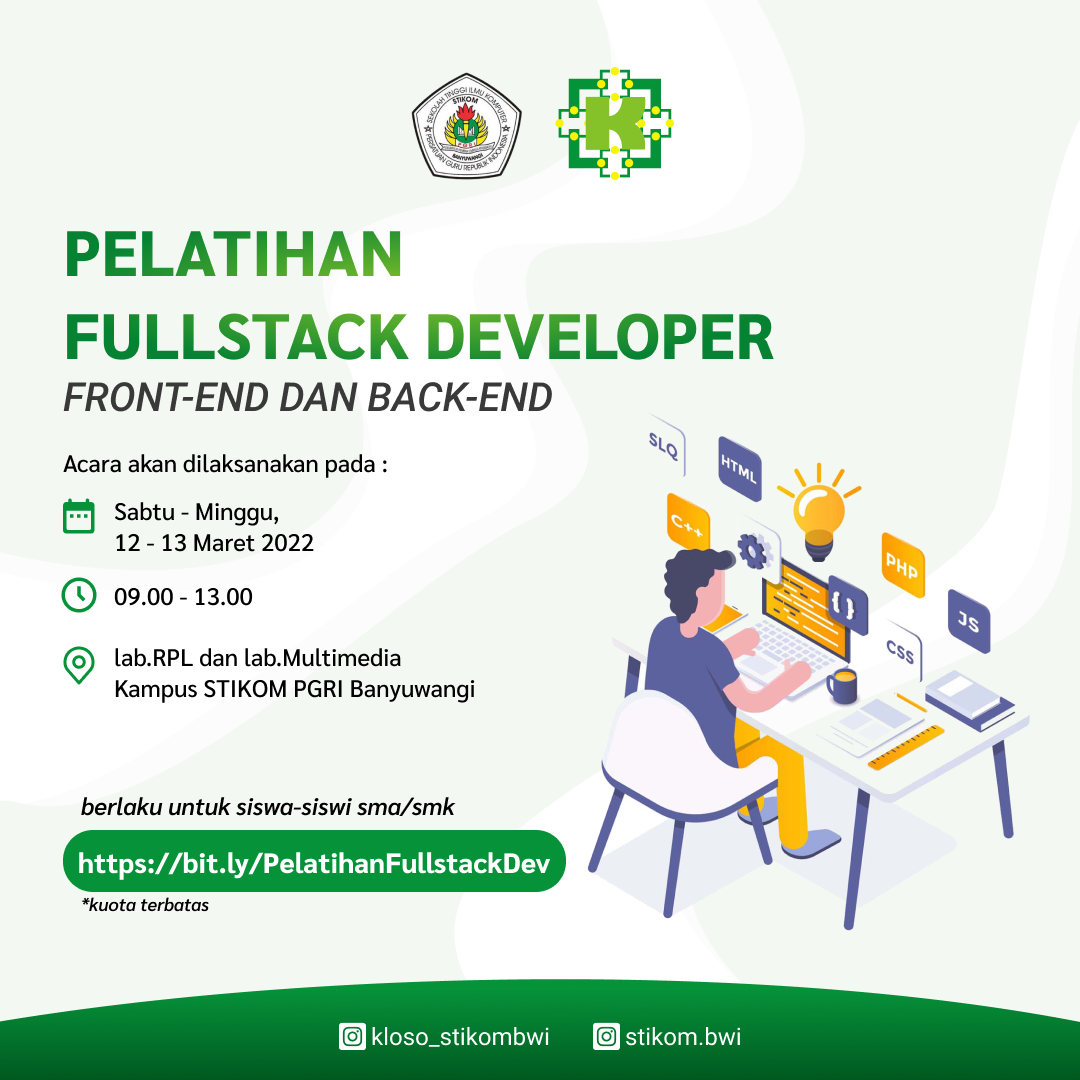 SEKOLAH TINGGI ILMU KOMPUTER
STIKOM
PGRI
BANYUWANGI
PERSATUAN GURU REPUBLIK INDONESIA
K
PELATIHAN
FULLSTACK DEVELOPER
FRONT-END DAN BACK-END
Acara akan dilaksanakan pada :
Sabtu - Minggu,
12 - 13 Maret 2022
09.00 - 13.00
lab.RPL dan lab.Multimedia
Kampus STIKOM PGRI Banyuwangi
SLQ
HTML
C++
PHP
{}
JS
CSS
berlaku untuk siswa-siswi sma/smk
https://bit.ly/PelatihanFullstackDev
*kuota terbatas
kloso_stikombwi
stikom.bwi